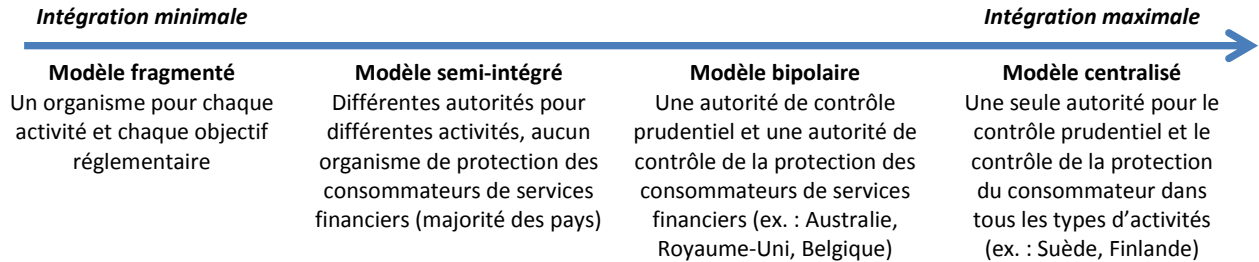 Intégration minimale
Intégration maximale
Modèle fragmenté
Un organisme pour chaque
activité et chaque objectif
réglementaire
Modèle semi-intégré
Différentes autorités pour
différentes activités, aucun
organisme de protection des
consommateurs de services
financiers (majorité des pays)
Modèle bipolaire
Une autorité de contrôle
prudentiel et une autorité de
contrôle de la protection des
consommateurs de services
financiers (ex. : Australie,
Royaume-Uni, Belgique)
Modèle centralisé
Une seule autorité pour le
contrôle prudentiel et le
contrôle de la protection
du consommateur dans
tous les types d’activités
(ex. : Suède, Finlande)